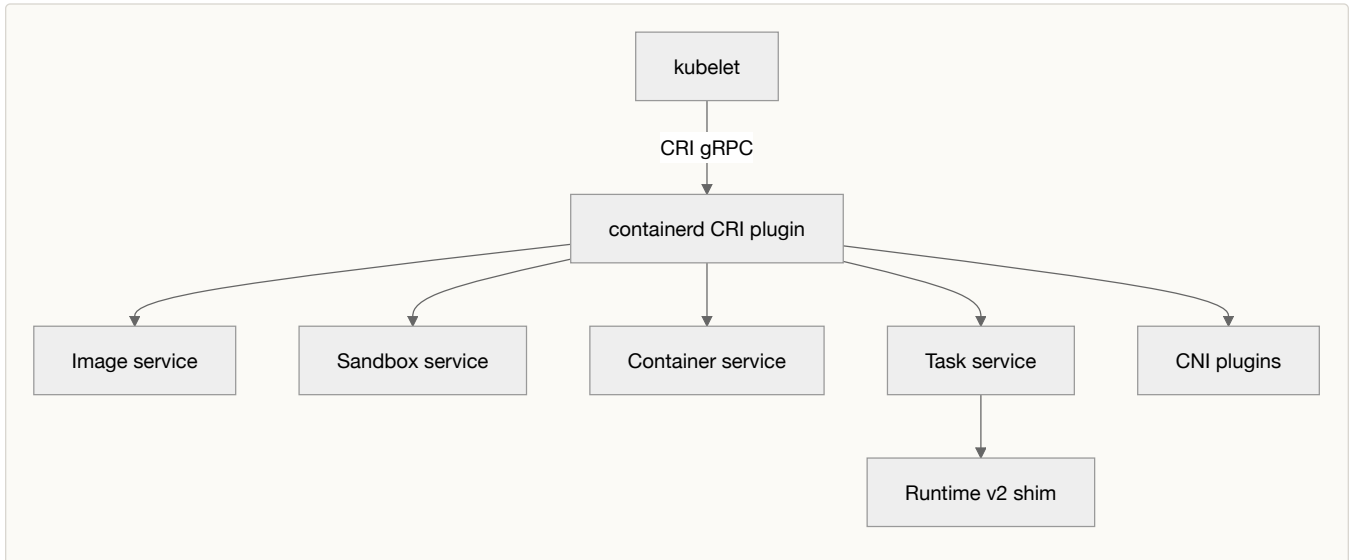 kubelet
CRI gRPC
containerd CRI plugin
Image service
Sandbox service
Container service
Task service
CNI plugins
Runtime v2 shim